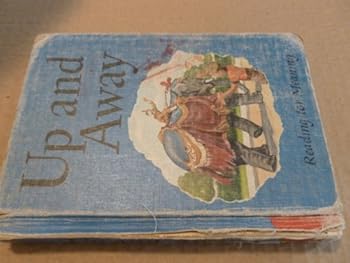 Up and
Away
Reading for Meaning